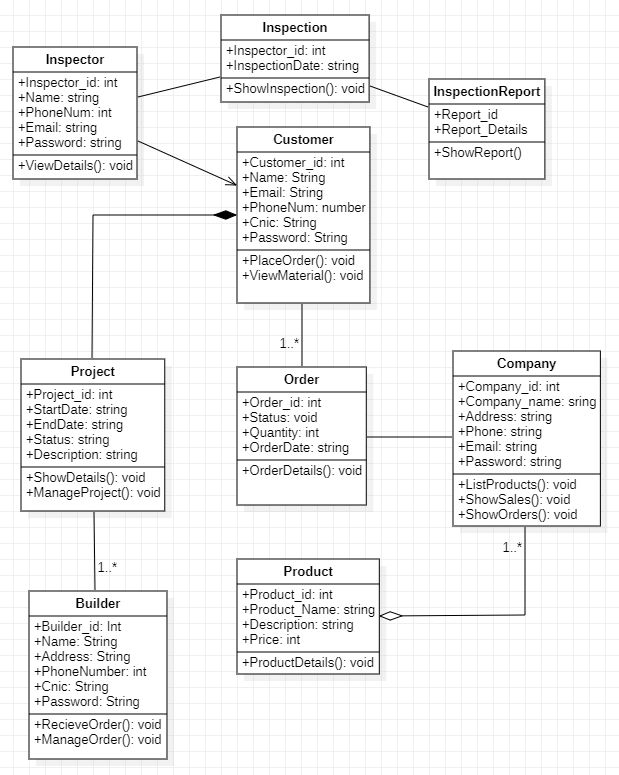 Inspection
+Inspector_id: int
+InspectionDate: string
+ShowInspection(): void
Inspector
+Inspector_id: int
+Name: string
+PhoneNum: int
+Email: string
+Password: string
+ViewDetails(): void
InspectionReport
+Report_id
+Report_Details
+ShowReport()
Customer
+Customer_id: int
+Name: String
+Email: String
+PhoneNum: number
+Cnic: String
+Password: String
+PlaceOrder(): void
+ViewMaterial(): void
1..*
Project
+Project_id: int
+StartDate: string
+EndDate: string
+Status: string
+Description: string
+ShowDetails(): void
+ManageProject(): void
Order
+Order_id: int
+Status: void
+Quantity: int
+OrderDate: string
+OrderDetails(): void
Company
+Company_id: int
+Company_name: sring
+Address: string
+Phone: string
+Email: string
+Password: string
+ListProducts(): void
+ShowSales(): void
+ShowOrders(): void
1..*
1..*
Product
+Product_id: int
+Product_Name: string
+Description: string
+Price: int
+ProductDetails(): void
Builder
+Builder_id: Int
+Name: String
+Address: String
+PhoneNumber: int
+Cnic: String
+Password: String
+RecieveOrder(): void
+ManageOrder(): void